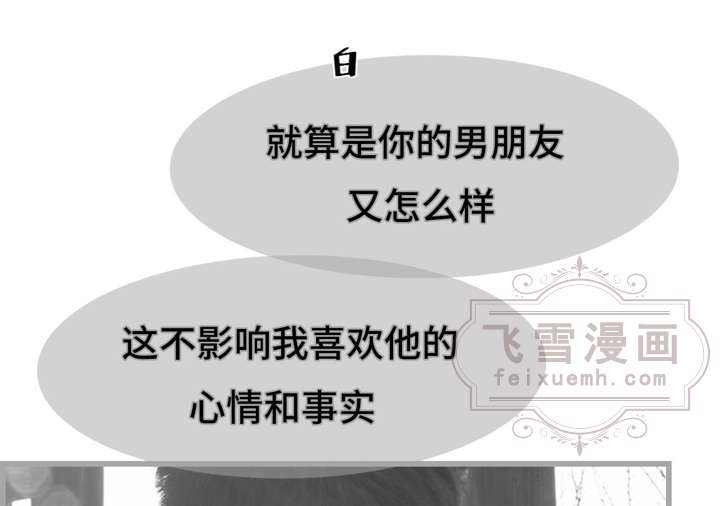 白
就算是你的男朋友
又怎么样
这不影响我喜欢他的
心情和事实
飞雪漫画
feixuemh.com